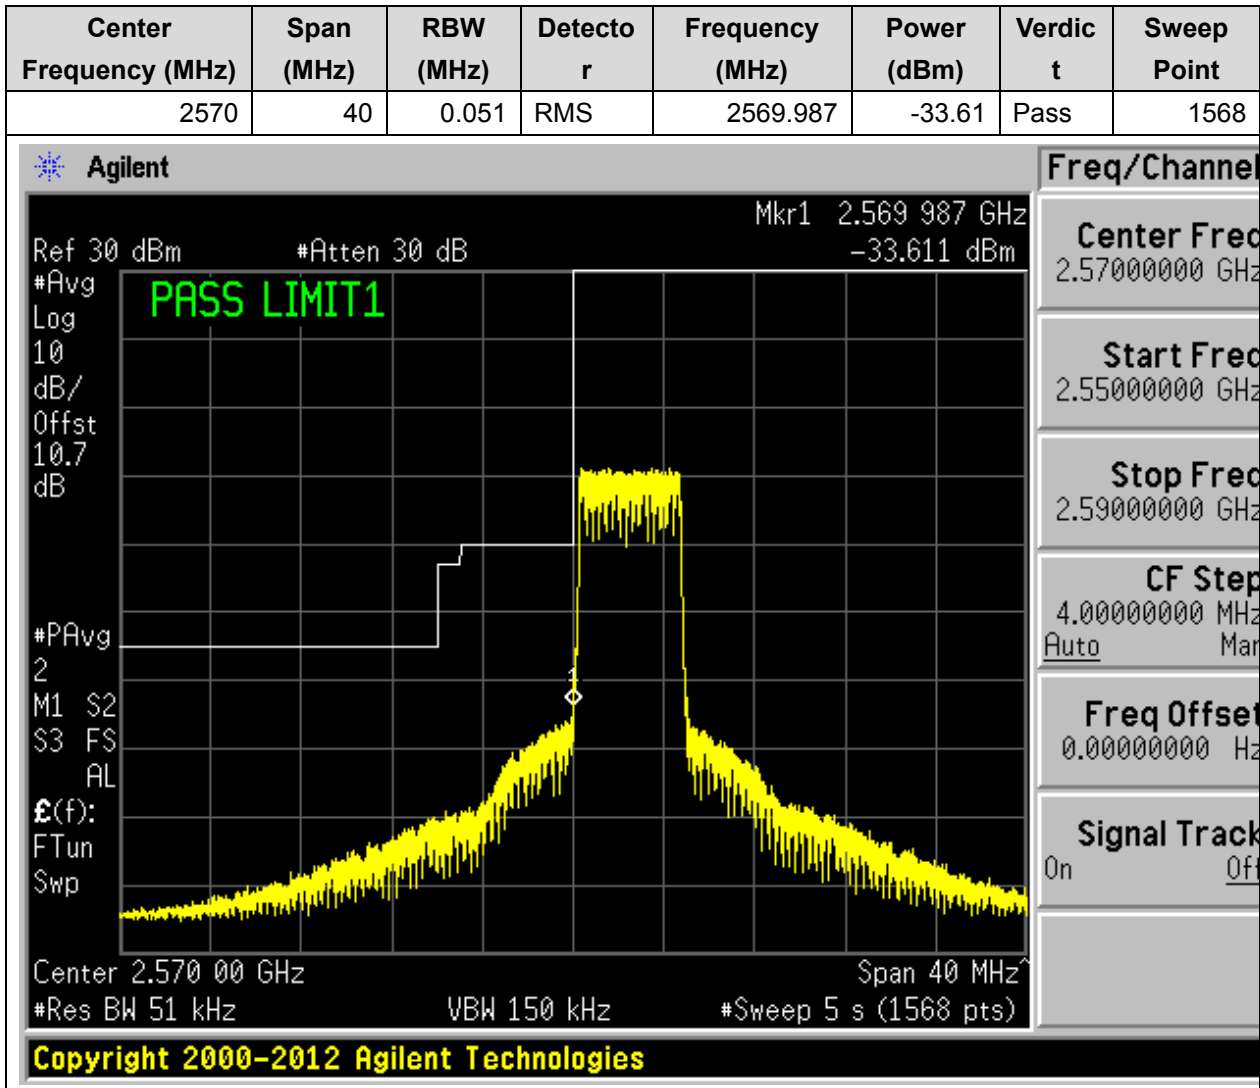 Center Frequency (MHz) Span (MHz) RBW (MHz) Detector Frequency (MHz) Power (dBm) Verdict Sweep Point
2570 40 0.051 RMS 2569.987 -33.61 Pass 1568
Agilent
Freq/Channel
Mkr1 2.569 987 GHz
Ref 30 dBm #Atten 30 dB -33.611 dBm
#Avg
Log
10
dB/
Offst
10.7
dB
PASS LIMIT1
#PAvg
2
M1 S2
S3 FS
AL
£(f):
FTun
Swp
1
Center 2.570 00 GHz Span 40 MHz^
#Res BW 51 kHz VBW 150 kHz #Sweep 5 s (1568 pts)
Center Freq
2.57000000 GHz
Start Freq
2.55000000 GHz
Stop Freq
2.59000000 GHz
CF Step
4.00000000 MHz
Auto Man
Freq Offset
0.00000000 Hz
Signal Track
On Off
Copyright 2000-2012 Agilent Technologies